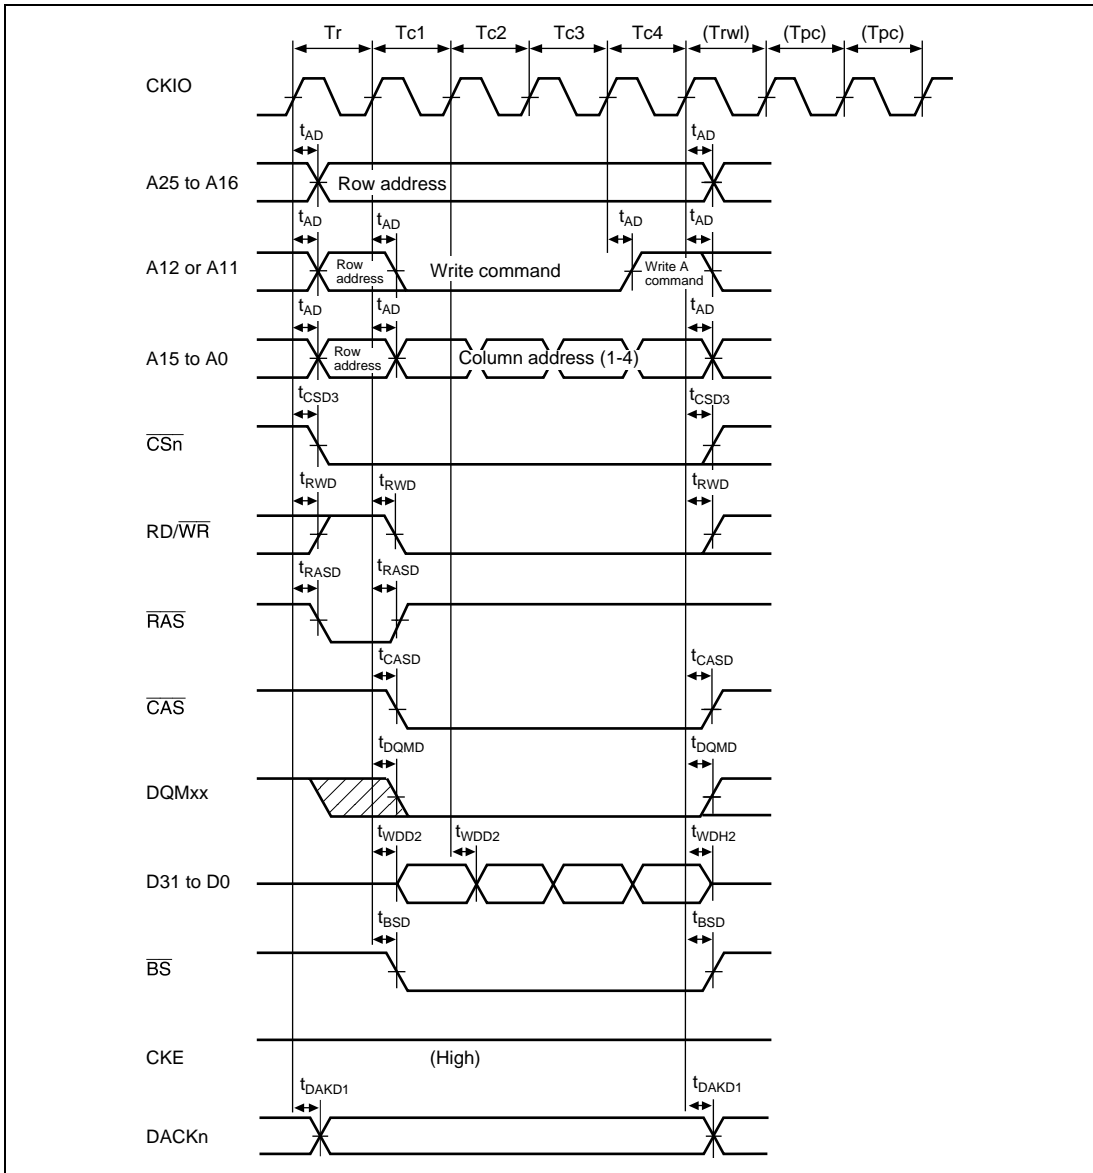 Tr Tc1 Tc2 Tc3 Tc4 (Trwl) (Tpc) (Tpc)
CKIO
tAD tAD
A25 to A16 Row address
tAD tAD tAD tAD
A12 or A11 Row address Write command Write A command
tAD tAD tAD
A15 to A0 Row address Column address (1-4)
tCSD3 tCSD3
CSn
tRWD tRWD tRWD
RD/WR
tRASD tRASD
RAS
tCASD tCASD
CAS
tDQMD tDQMD
DQMxx
tWDD2 tWDD2 tWDH2
D31 to D0
tBSD tBSD
BS
CKE (High)
tDAKD1 tDAKD1
DACKn